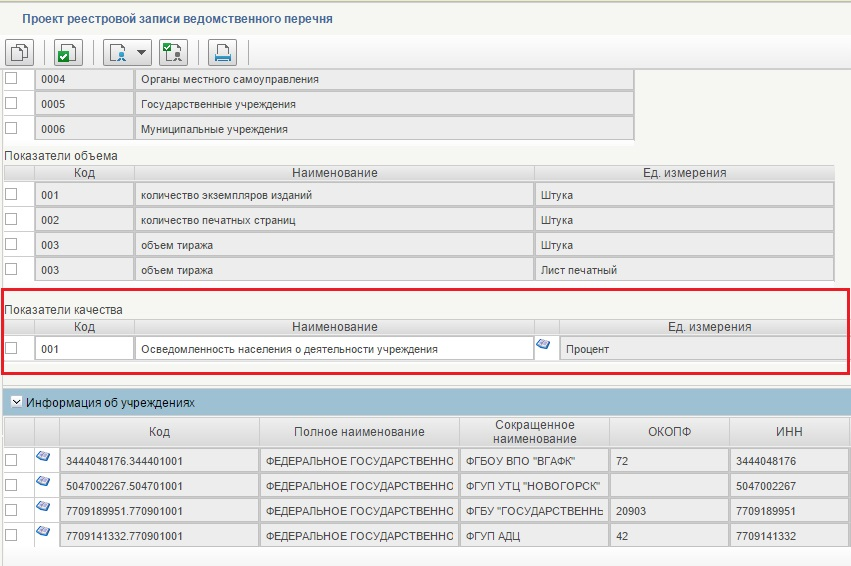 Проект реестровой записи ведомственного перечня
0004 Органы местного самоуправления
0005 Государственные учреждения
0006 Муниципальные учреждения
Показатели объема
Код Наименование Ед. измерения
001 количество экземпляров изданий Штука
002 количество печатных страниц Штука
003 объем тиража Штука
003 объем тиража Лист печатный
Показатели качества
Код Наименование Ед. измерения
001 Осведомленность населения о деятельности учреждения Процент
Информация об учреждениях
Код Полное наименование Сокращенное наименование ОКОПФ ИНН
3444048176.344401001 ФЕДЕРАЛЬНОЕ ГОСУДАРСТВЕННО ФГБОУ ВПО "ВГАФК" 72 3444048176
5047002267.504701001 ФЕДЕРАЛЬНОЕ ГОСУДАРСТВЕННО ФГУП УТЦ "НОВОГОРСК" 5047002267
7709189951.770901001 ФЕДЕРАЛЬНОЕ ГОСУДАРСТВЕННО ФГБУ "ГОСУДАРСТВЕННЬ 20903 7709189951
7709141332.770901001 ФЕДЕРАЛЬНОЕ ГОСУДАРСТВЕННО ФГУП АДЦ 42 7709141332